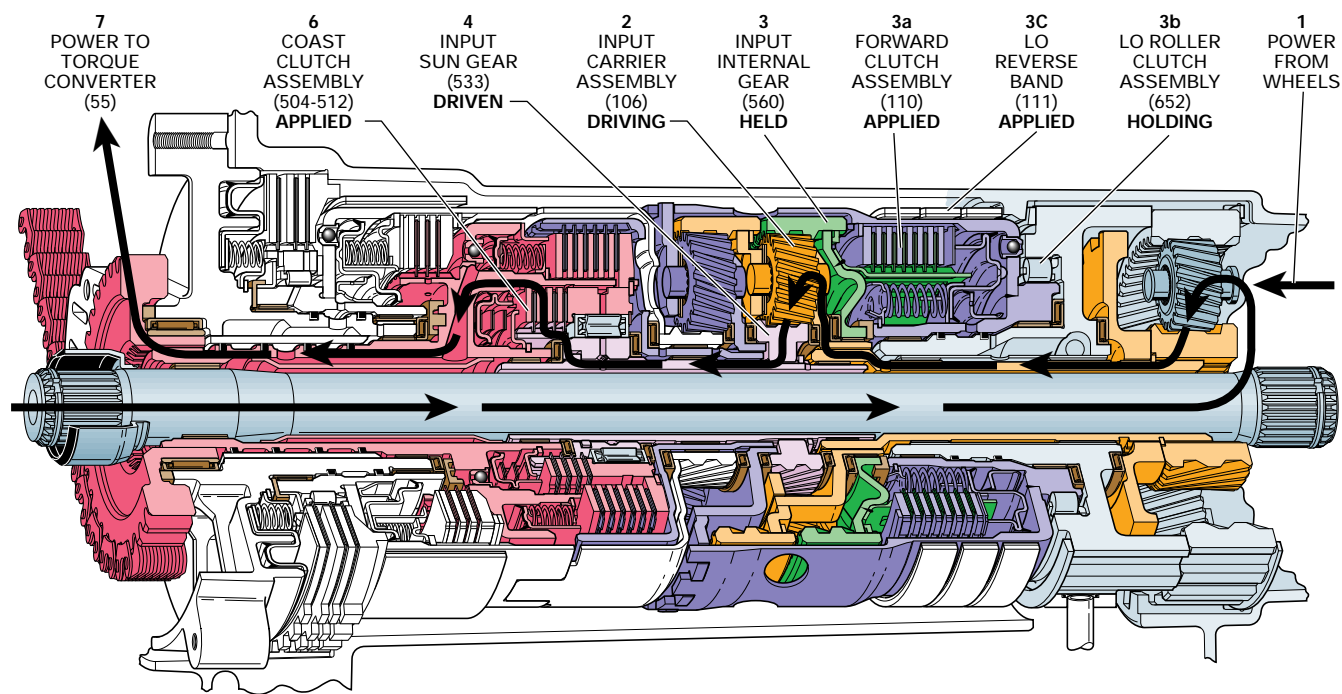 7
POWER TO
TORQUE
CONVERTER
(55)
6
COAST
CLUTCH
ASSEMBLY
(504-512)
APPLIED
4
INPUT
SUN GEAR
(533)
DRIVEN
2
INPUT
CARRIER
ASSEMBLY
(106)
DRIVING
3
INPUT
INTERNAL
GEAR
(560)
HELD
3a
FORWARD
CLUTCH
ASSEMBLY
(110)
APPLIED
3C
LO
REVERSE
BAND
(111)
APPLIED
3b
LO ROLLER
CLUTCH
ASSEMBLY
(652)
HOLDING
1
POWER
FROM
WHEELS